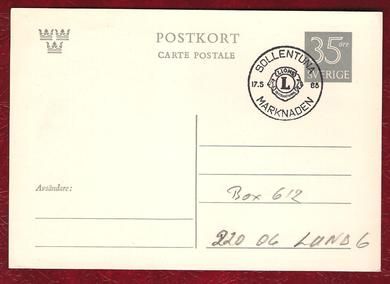 POSTKORT
CARTE POSTALE
35 öre
SVERIGE
SOLLENTUNA
LIONS
L
17.5 68
MARKNADEN
Avsändare:
Box 612
220 06 LUND 6